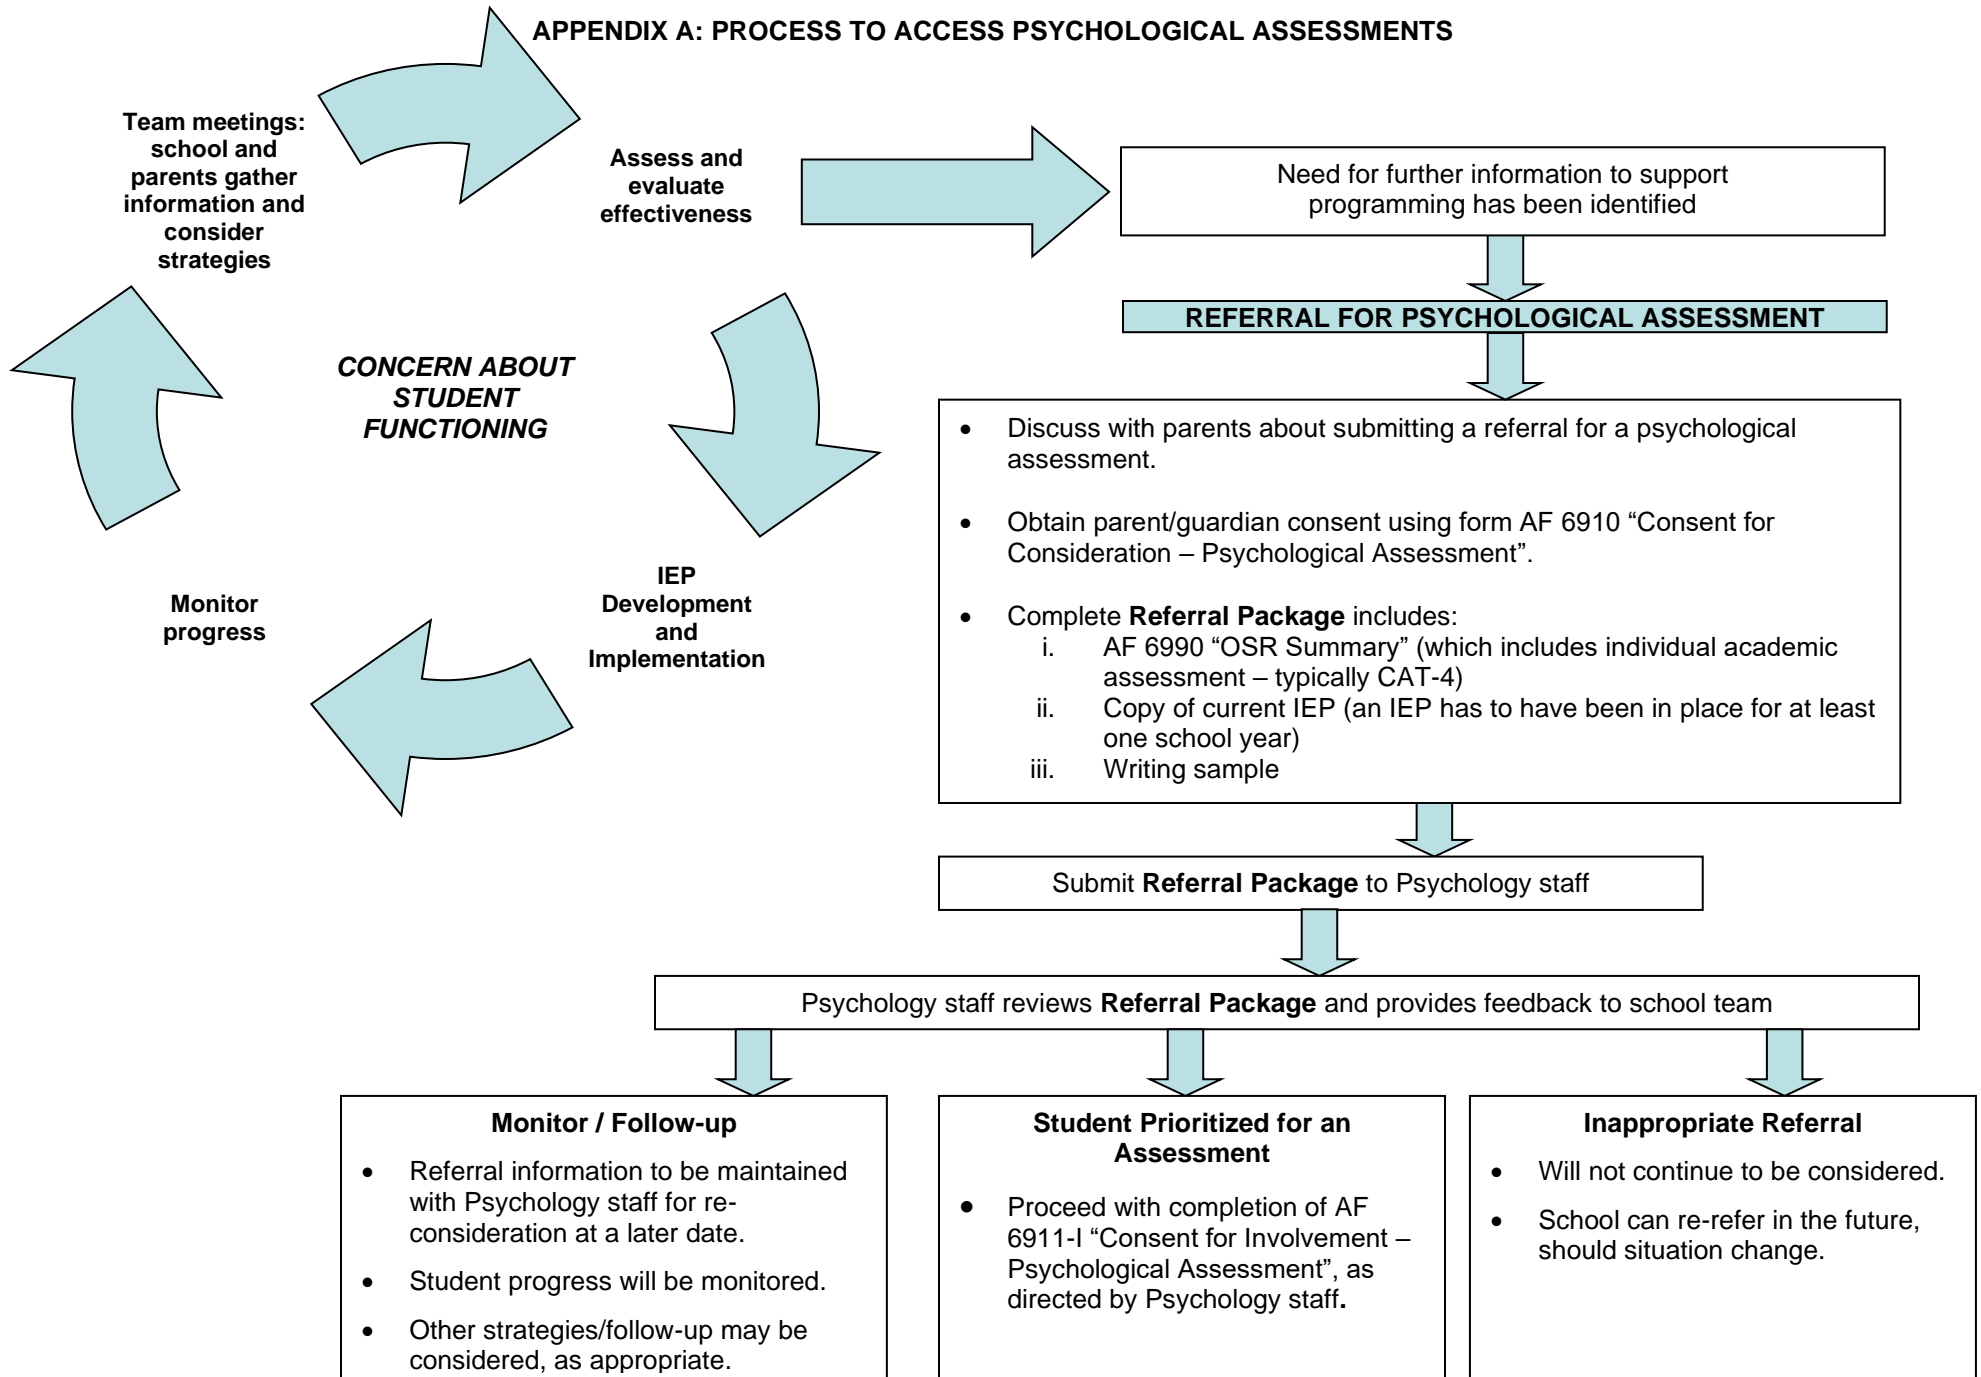 APPENDIX A: PROCESS TO ACCESS PSYCHOLOGICAL ASSESSMENTS
Team meetings:
school and
parents gather
information and
consider
strategies
Assess and
evaluate
effectiveness
CONCERN ABOUT
STUDENT
FUNCTIONING
Monitor
progress
IEP
Development
and
Implementation
Need for further information to support
programming has been identified
REFERRAL FOR PSYCHOLOGICAL ASSESSMENT
• Discuss with parents about submitting a referral for a psychological
assessment.
• Obtain parent/guardian consent using form AF 6910 “Consent for
Consideration – Psychological Assessment”.
• Complete Referral Package includes:
i. AF 6990 “OSR Summary” (which includes individual academic
assessment – typically CAT-4)
ii. Copy of current IEP (an IEP has to have been in place for at least
one school year)
iii. Writing sample
Submit Referral Package to Psychology staff
Psychology staff reviews Referral Package and provides feedback to school team
Monitor / Follow-up
• Referral information to be maintained
with Psychology staff for re-
consideration at a later date.
• Student progress will be monitored.
• Other strategies/follow-up may be
considered, as appropriate.
Student Prioritized for an
Assessment
• Proceed with completion of AF
6911-I “Consent for Involvement –
Psychological Assessment”, as
directed by Psychology staff.
Inappropriate Referral
• Will not continue to be considered.
• School can re-refer in the future,
should situation change.